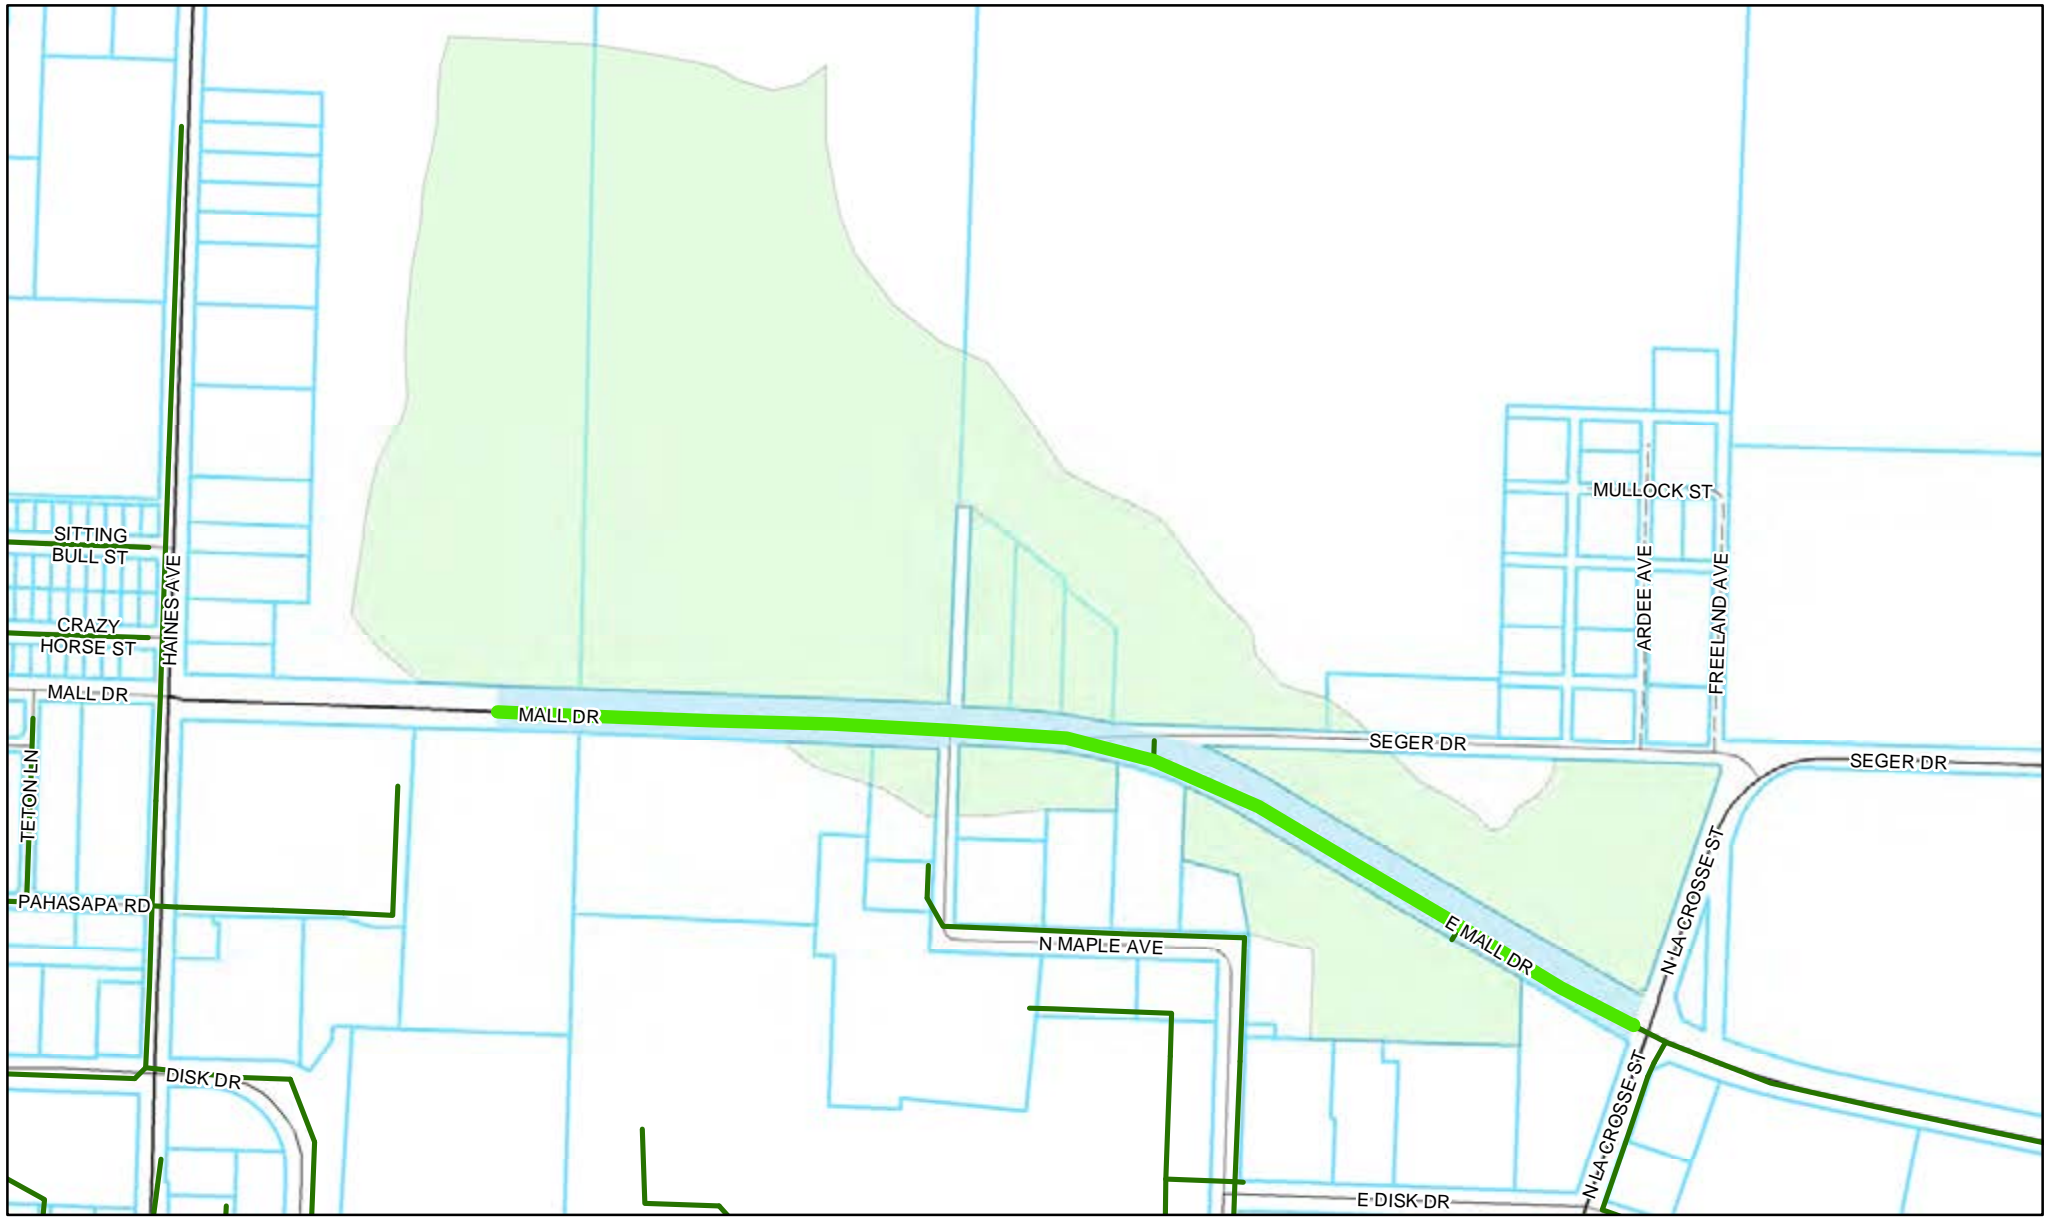 MULLOCK ST
SITTING
BULL ST
HAINES AVE
ARDEE AVE
FREELAND AVE
CRAZY
HORSE ST
MALL DR
MALL DR
SEGER DR
SEGER DR
TETON LN
N LA CROSSE ST
PAHASAPA RD
N MAPLE AVE
E MALL DR
DISK DR
N LA CROSSE ST
E DISK DR